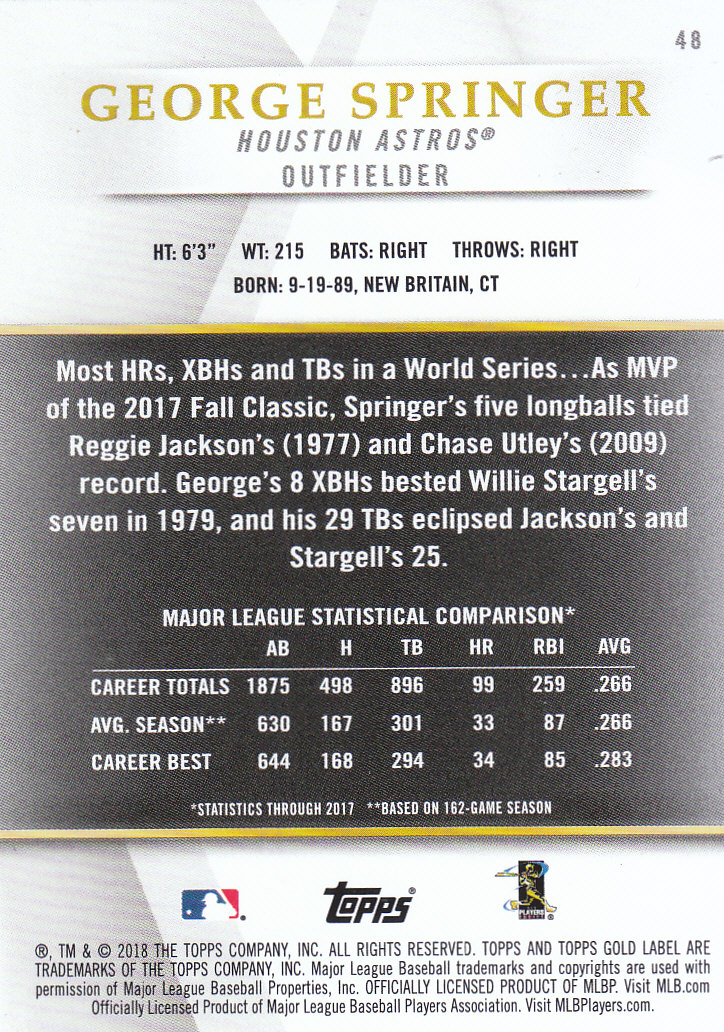 48
GEORGE SPRINGER
HOUSTON ASTROS®
OUTFIELDER
HT: 6'3" WT: 215 BATS: RIGHT THROWS: RIGHT
BORN: 9-19-89, NEW BRITAIN, CT
Most HRs, XBHs and TBs in a World Series...As MVP
of the 2017 Fall Classic, Springer's five longballs tied
Reggie Jackson's (1977) and Chase Utley's (2009)
record. George's 8 XBHs bested Willie Stargell's
seven in 1979, and his 29 TBs eclipsed Jackson's and
Stargell's 25.
MAJOR LEAGUE STATISTICAL COMPARISON*
AB H TB HR RBI AVG
CAREER TOTALS 1875 498 896 99 259 .266
AVG. SEASON** 630 167 301 33 87 .266
CAREER BEST 644 168 294 34 85 .283
*STATISTICS THROUGH 2017 **BASED ON 162-GAME SEASON
Topps®
PLAYERS
®, TM & © 2018 THE TOPPS COMPANY, INC. ALL RIGHTS RESERVED. TOPPS AND TOPPS GOLD LABEL ARE
TRADEMARKS OF THE TOPPS COMPANY, INC. Major League Baseball trademarks and copyrights are used with
permission of Major League Baseball Properties, Inc. OFFICIALLY LICENSED PRODUCT OF MLBP. Visit MLB.com
Officially Licensed Product of Major League Baseball Players Association. Visit MLBPlayers.com.